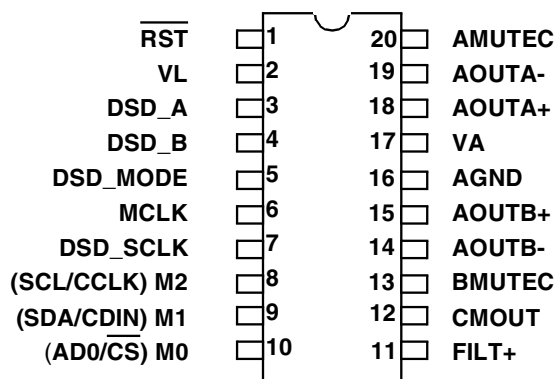 RST 1 20 AMUTEC
VL 2 19 AOUTA-
DSD_A 3 18 AOUTA+
DSD_B 4 17 VA
DSD_MODE 5 16 AGND
MCLK 6 15 AOUTB+
DSD_SCLK 7 14 AOUTB-
(SCL/CCLK) M2 8 13 BMUTEC
(SDA/CDIN) M1 9 12 CMOUT
(AD0/CS) M0 10 11 FILT+